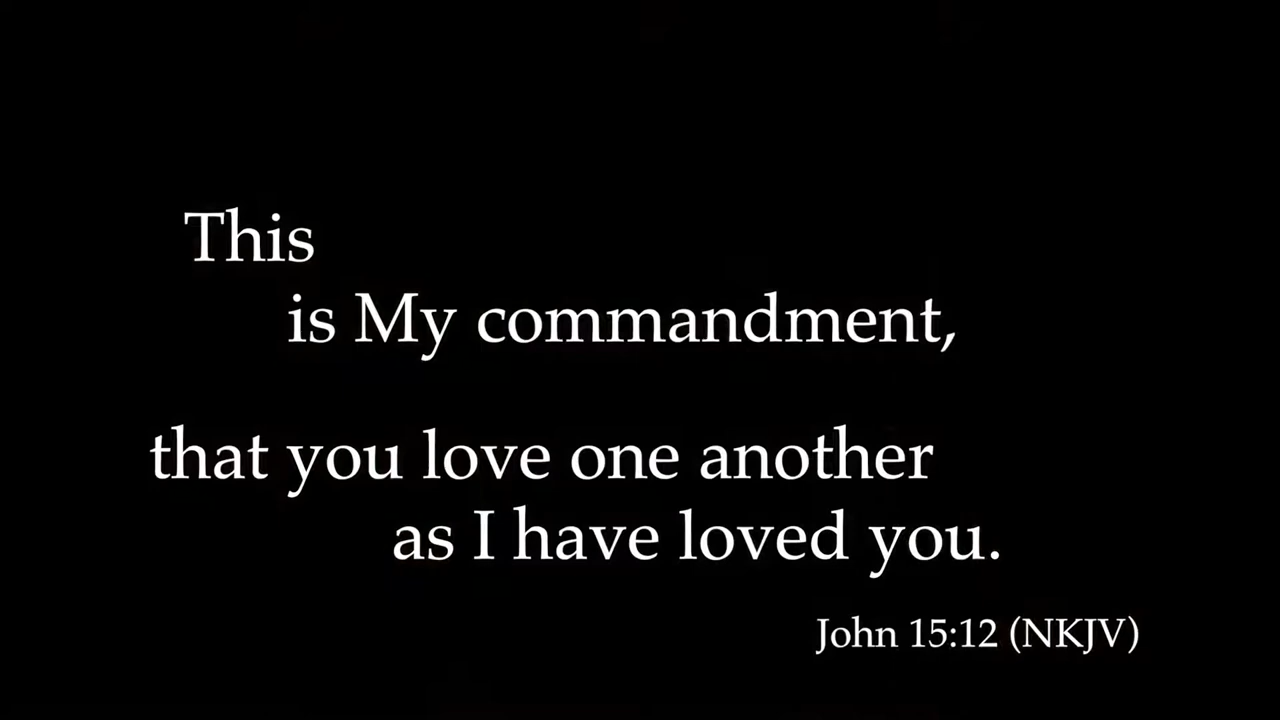 This
is My commandment,
that you love one another
as I have loved you.
John 15:12 (NKJV)